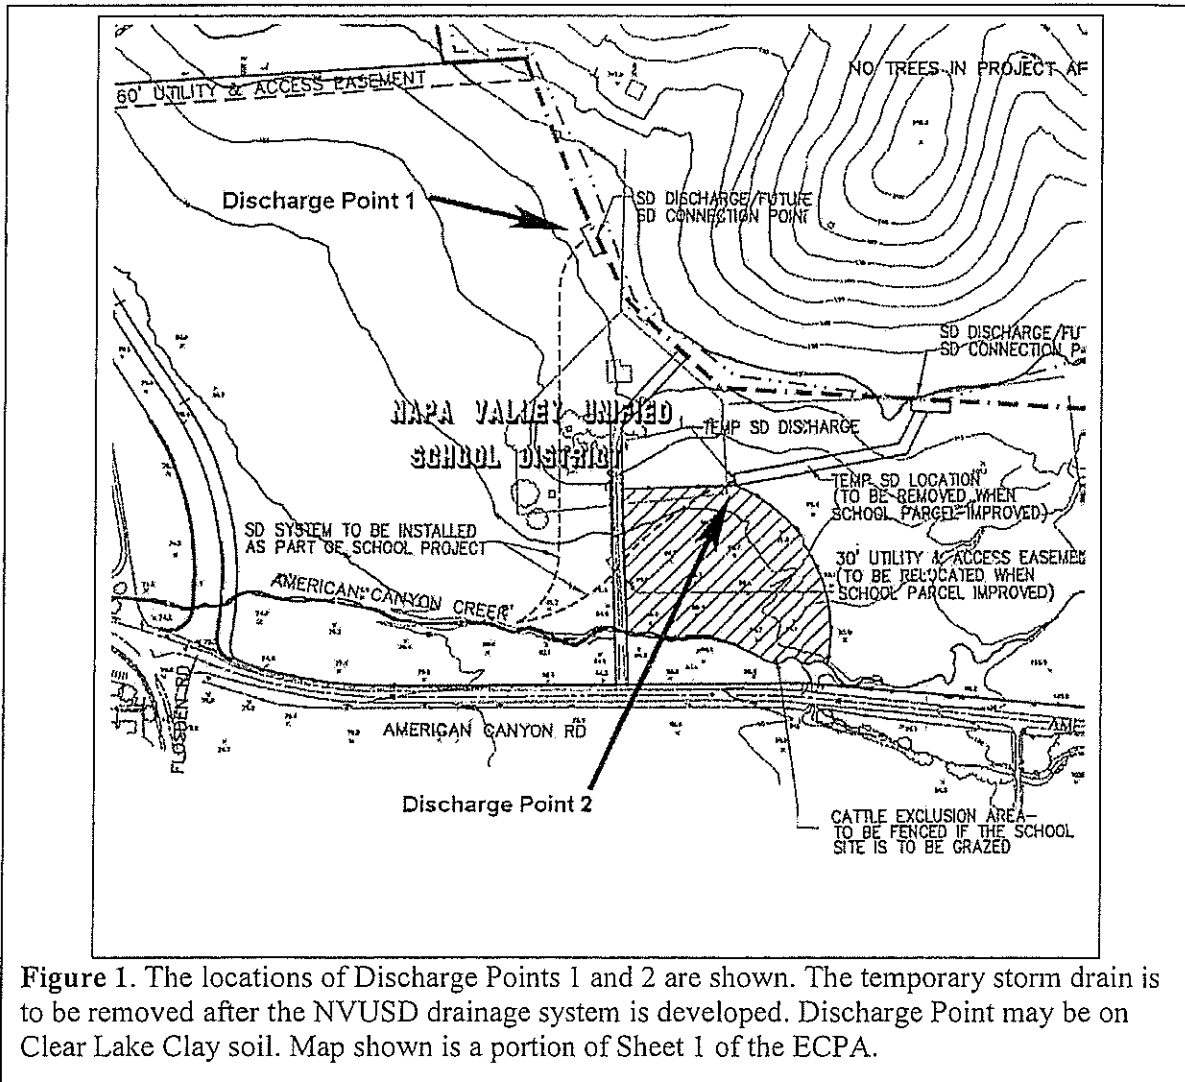 NO TREES IN PROJECT AF
60' UTILITY & ACCESS EASEMENT
Discharge Point 1
SD DISCHARGE/FUTURE
SD CONNECTION POINT
SD DISCHARGE/FUT
SD CONNECTION P
NAPA VALLEY UNIFIED
SCHOOL DISTRICT
TEMP SD DISCHARGE
TEMP SD LOCATION
(TO BE REMOVED WHEN
SCHOOL PARCEL IMPROVED)
SD SYSTEM TO BE INSTALLED
AS PART OF SCHOOL PROJECT
30' UTILITY & ACCESS EASEMEN
(TO BE RELOCATED WHEN
SCHOOL PARCEL IMPROVED)
AMERICAN CANYON CREEK
FLOSDEN RD
AMERICAN CANYON RD
AME
Discharge Point 2
CATTLE EXCLUSION AREA-
TO BE FENCED IF THE SCHOOL
SITE IS TO BE GRAZED
Figure 1. The locations of Discharge Points 1 and 2 are shown. The temporary storm drain is
to be removed after the NVUSD drainage system is developed. Discharge Point may be on
Clear Lake Clay soil. Map shown is a portion of Sheet 1 of the ECPA.